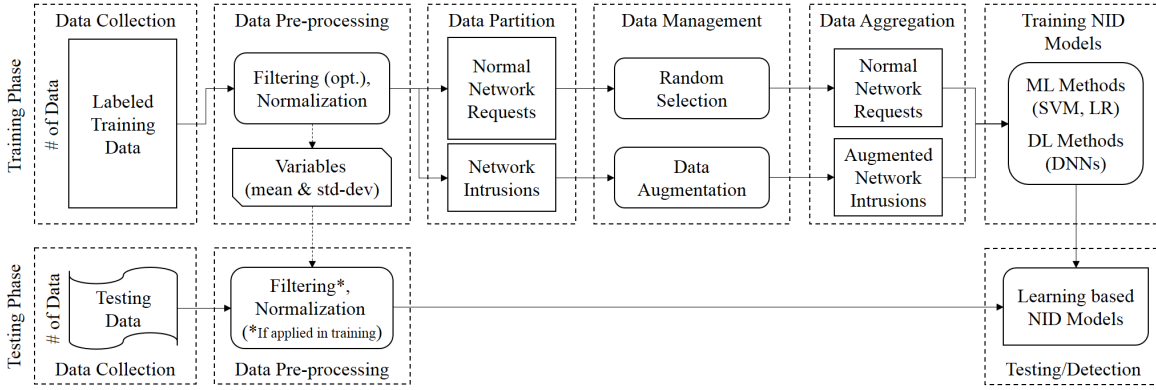 Training Phase
Data Collection
# of Data
Labeled
Training
Data
Data Pre-processing
Filtering (opt.),
Normalization
Variables
(mean & std-dev)
Data Partition
Normal
Network
Requests
Network
Intrusions
Data Management
Random
Selection
Data
Augmentation
Data Aggregation
Normal
Network
Requests
Augmented
Network
Intrusions
Training NID
Models
ML Methods
(SVM, LR)
DL Methods
(DNNs)
Testing Phase
# of Data
Testing
Data
Data Collection
Filtering*,
Normalization
(*If applied in training)
Data Pre-processing
Learning based
NID Models
Testing/Detection